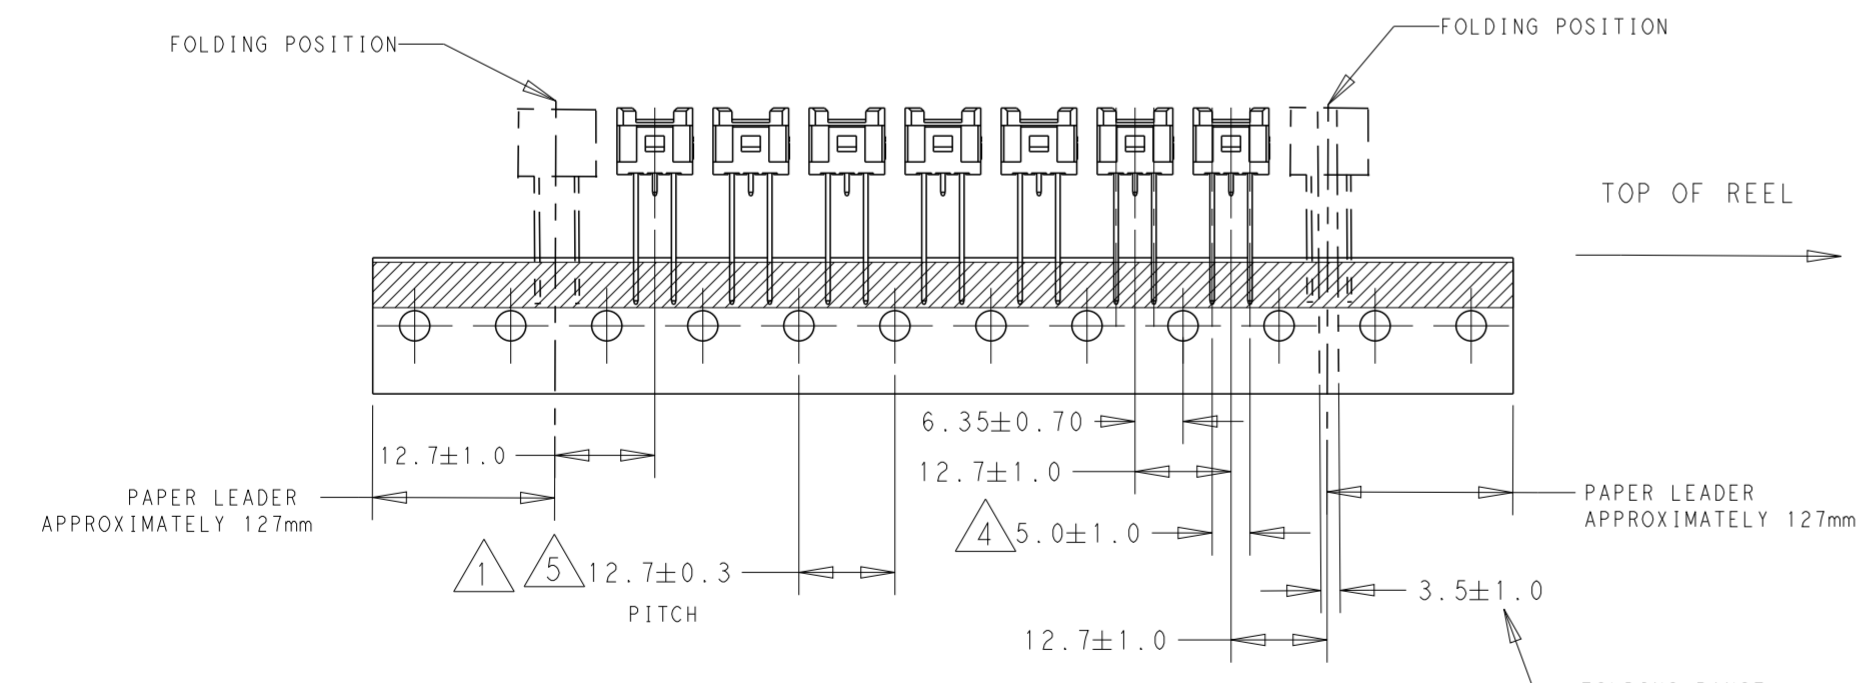 FOLDING POSITION
FOLDING POSITION
TOP OF REEL
6.35±0.70
12.7±1.0
12.7±1.0
PAPER LEADER
APPROXIMATELY 127mm
PAPER LEADER
APPROXIMATELY 127mm
4 5.0±1.0
1 5 12.7±0.3
PITCH
3.5±1.0
12.7±1.0